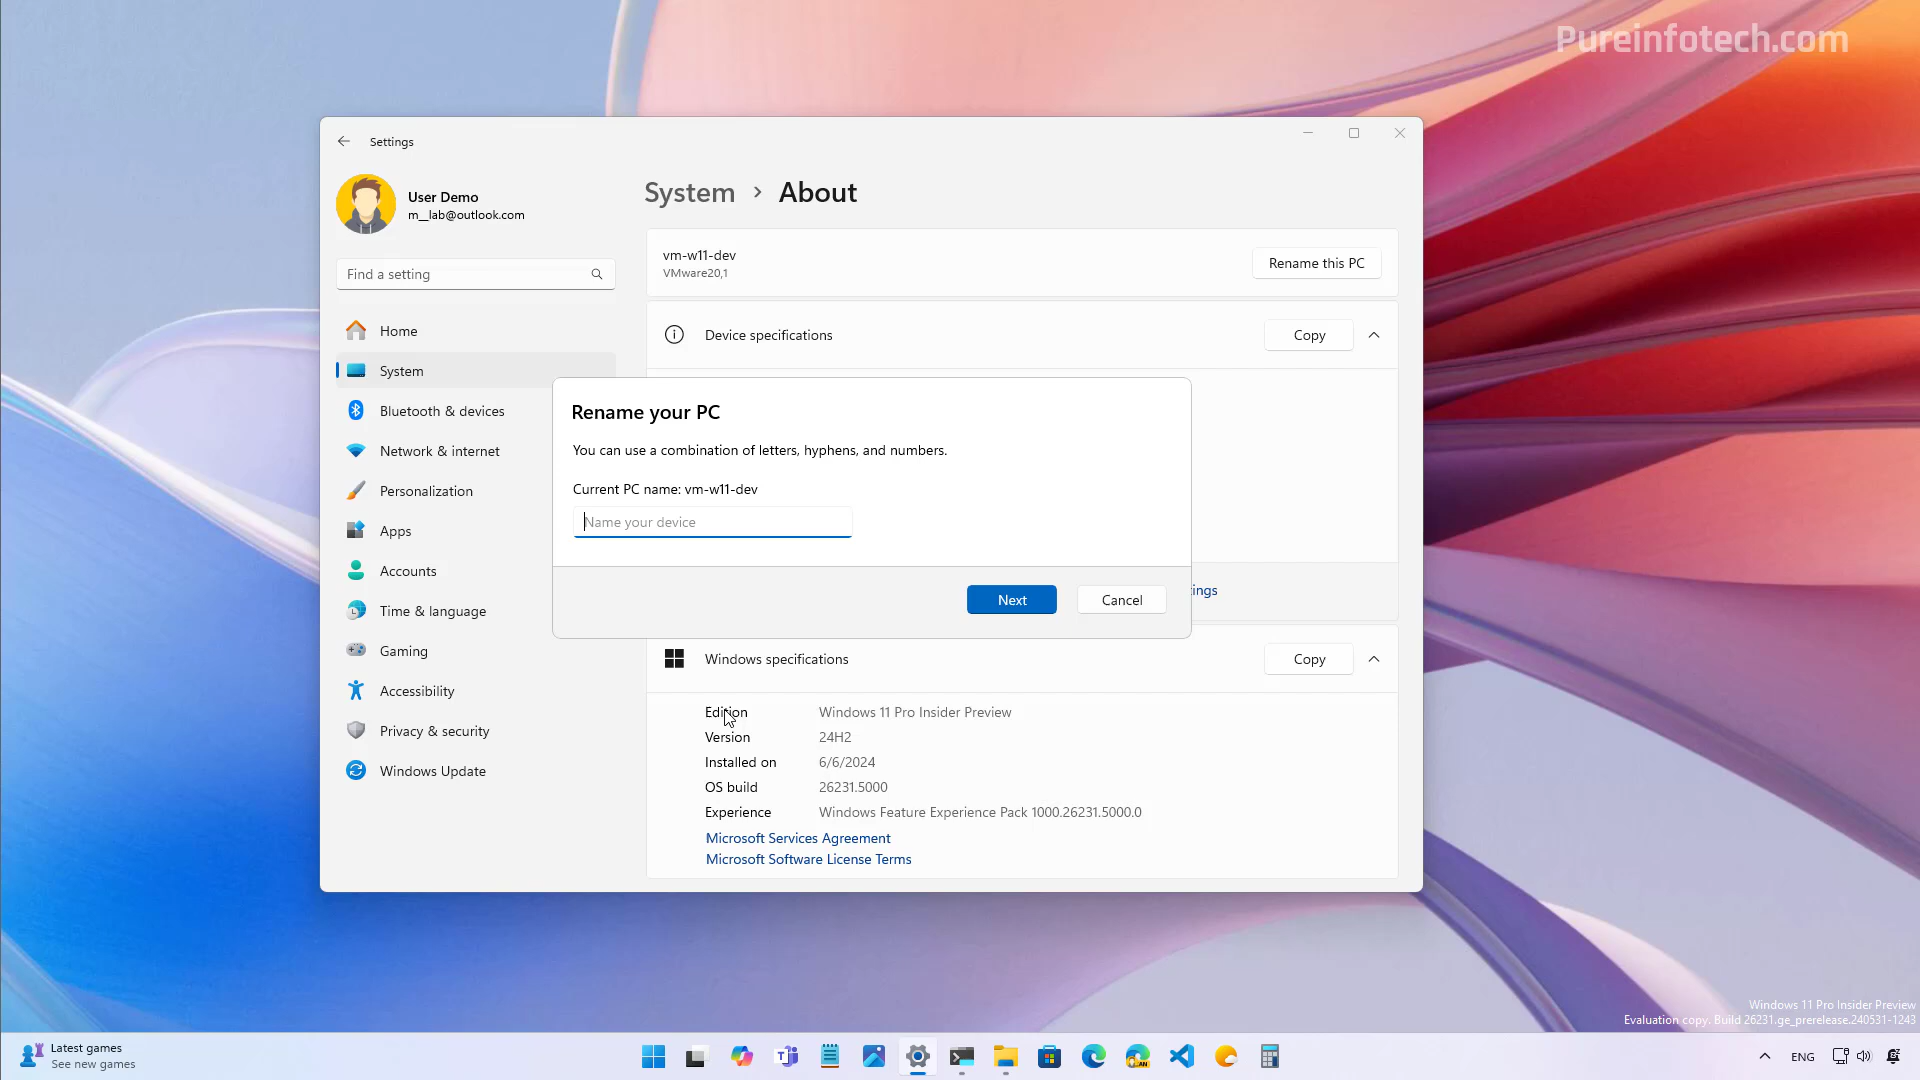 Pureinfotech.com
Settings
User Demo
m_lab@outlook.com
Find a setting
Home
System
Bluetooth & devices
Network & internet
Personalization
Apps
Accounts
Time & language
Gaming
Accessibility
Privacy & security
Windows Update
System > About
vm-w11-dev
VMware20,1
Rename this PC
Device specifications
Copy
Rename your PC
You can use a combination of letters, hyphens, and numbers.
Current PC name: vm-w11-dev
Name your device
Next
Cancel
tings
Windows specifications
Copy
Edition Windows 11 Pro Insider Preview
Version 24H2
Installed on 6/6/2024
OS build 26231.5000
Experience Windows Feature Experience Pack 1000.26231.5000.0
Microsoft Services Agreement
Microsoft Software License Terms
Windows 11 Pro Insider Preview
Evaluation copy. Build 26231.ge_prerelease.240531-1243
Latest games
See new games
ENG